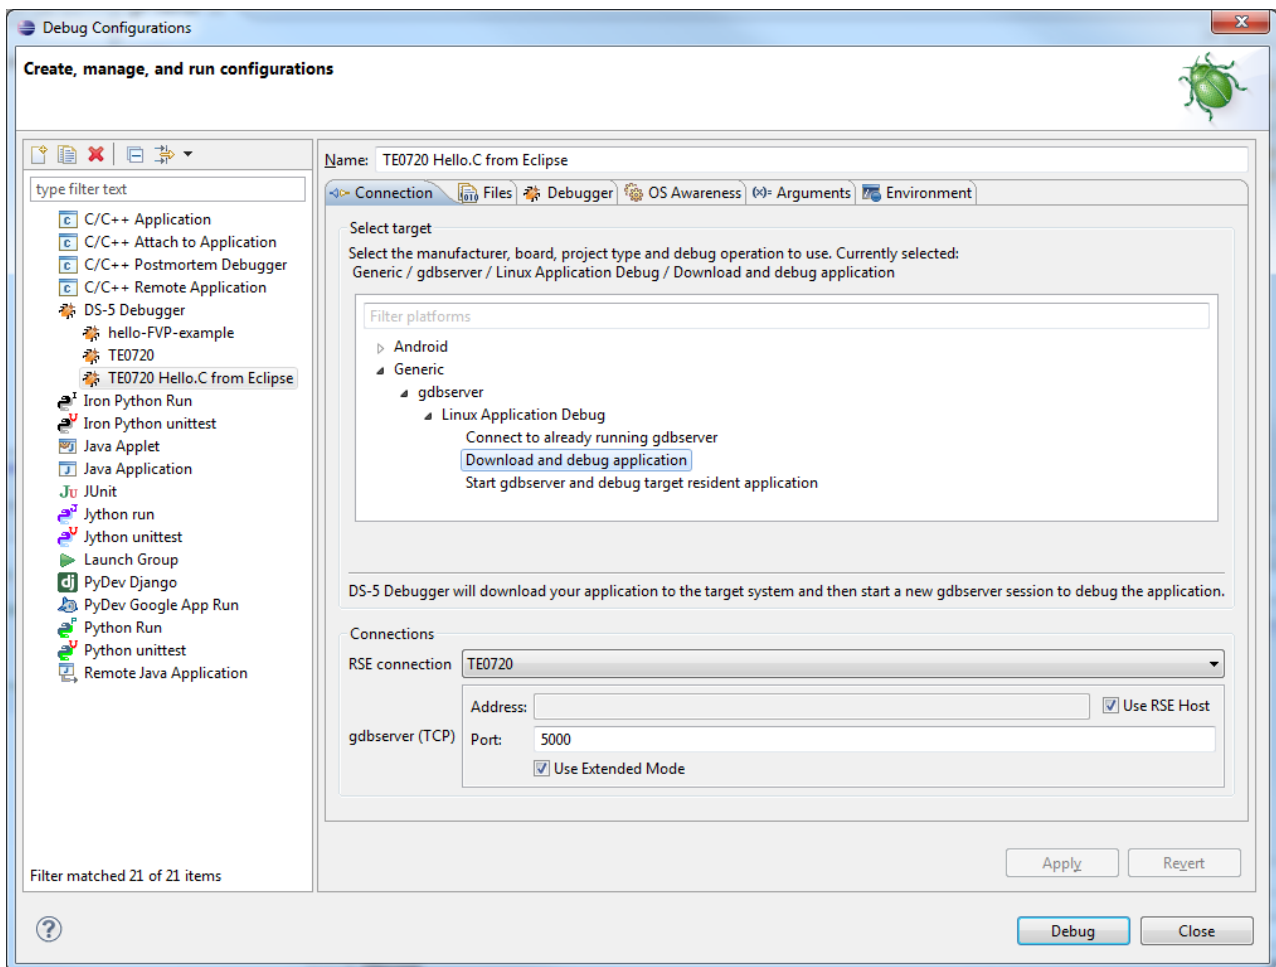 Debug Configurations
Create, manage, and run configurations
type filter text
C/C++ Application
C/C++ Attach to Application
C/C++ Postmortem Debugger
C/C++ Remote Application
DS-5 Debugger
hello-FVP-example
TE0720
TE0720 Hello.C from Eclipse
Iron Python Run
Iron Python unittest
Java Applet
Java Application
JUnit
Jython run
Jython unittest
Launch Group
PyDev Django
PyDev Google App Run
Python Run
Python unittest
Remote Java Application
Filter matched 21 of 21 items
Name: TE0720 Hello.C from Eclipse
Connection Files Debugger OS Awareness (x)= Arguments Environment
Select target
Select the manufacturer, board, project type and debug operation to use. Currently selected:
Generic / gdbserver / Linux Application Debug / Download and debug application
Filter platforms
Android
Generic
gdbserver
Linux Application Debug
Connect to already running gdbserver
Download and debug application
Start gdbserver and debug target resident application
DS-5 Debugger will download your application to the target system and then start a new gdbserver session to debug the application.
Connections
RSE connection TE0720
Address: Use RSE Host
gdbserver (TCP) Port: 5000
Use Extended Mode
Apply Revert
Debug Close